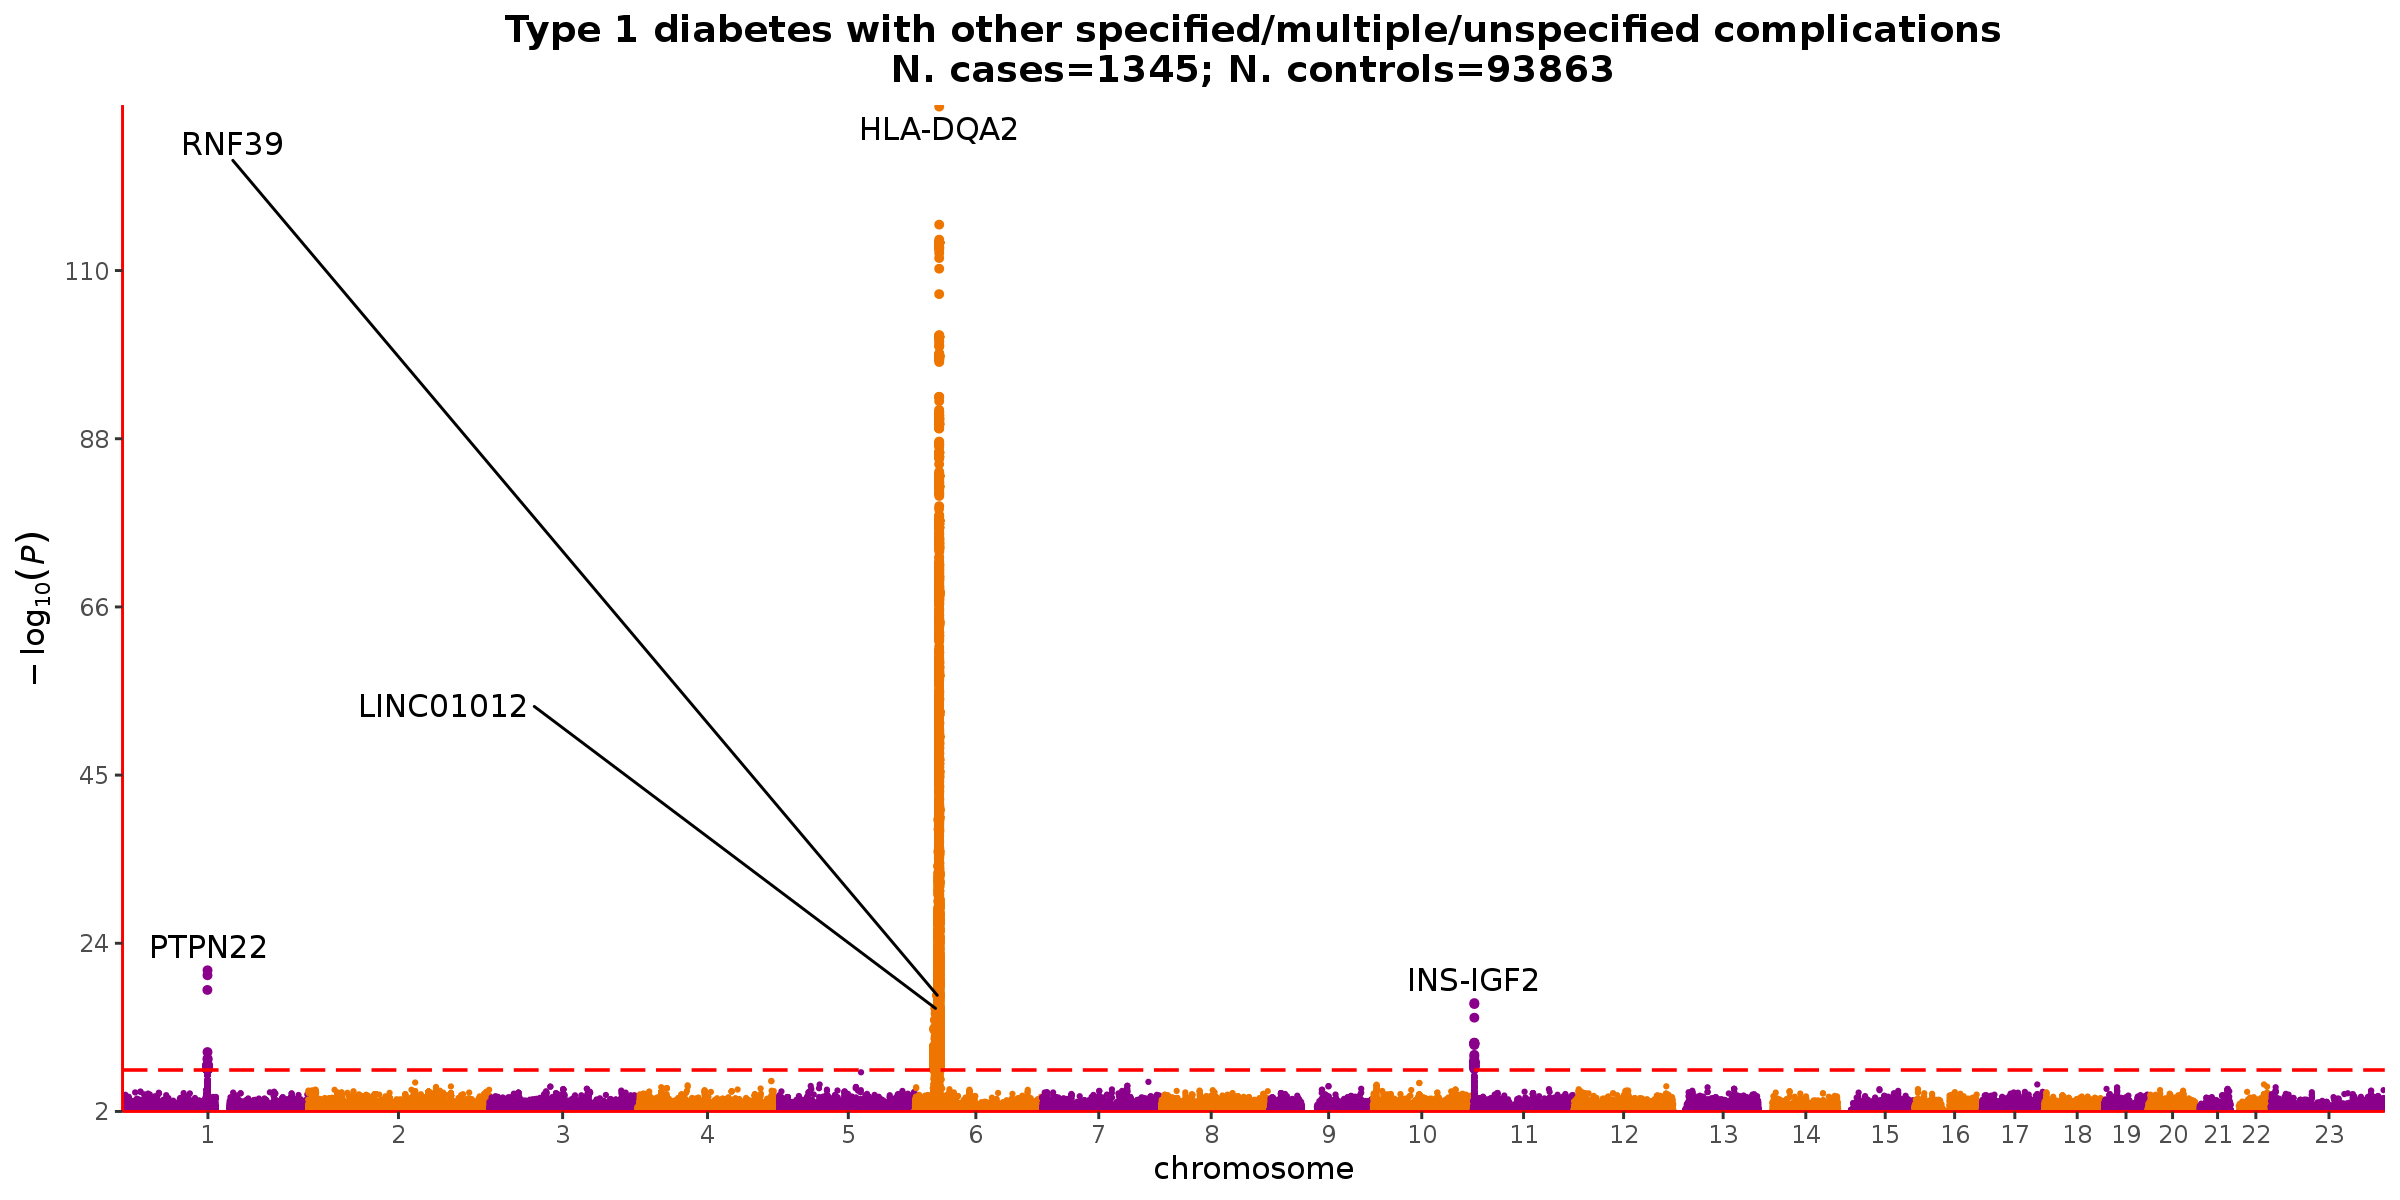 Type 1 diabetes with other specified/multiple/unspecified complications
N. cases=1345; N. controls=93863
RNF39
HLA-DQA2
LINC01012
PTPN22
INS-IGF2
−log10(P)
110
88
66
45
24
2
1 2 3 4 5 6 7 8 9 10 11 12 13 14 15 16 17 18 19 20 21 22 23
chromosome